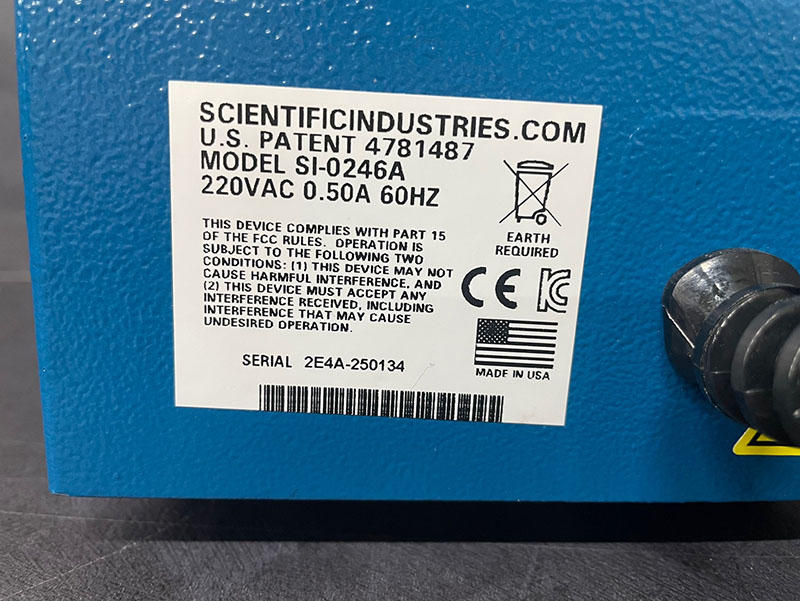 SCIENTIFICINDUSTRIES.COM
U.S. PATENT 4781487
MODEL SI-0246A
220VAC 0.50A 60HZ
EARTH
REQUIRED
THIS DEVICE COMPLIES WITH PART 15
OF THE FCC RULES. OPERATION IS
SUBJECT TO THE FOLLOWING TWO
CONDITIONS: (1) THIS DEVICE MAY NOT
CAUSE HARMFUL INTERFERENCE, AND
(2) THIS DEVICE MUST ACCEPT ANY
INTERFERENCE RECEIVED, INCLUDING
INTERFERENCE THAT MAY CAUSE
UNDESIRED OPERATION.
CE KC
MADE IN USA
SERIAL 2E4A-250134